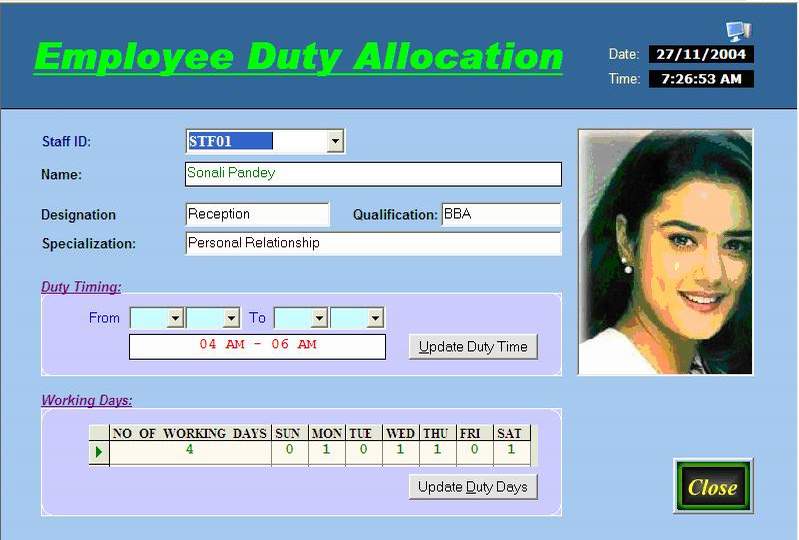 Employee Duty Allocation
Date: 27/11/2004
Time: 7:26:53 AM
Staff ID: STF01
Name: Sonali Pandey
Designation Reception Qualification: BBA
Specialization: Personal Relationship
Duty Timing:
From To
04 AM - 06 AM
Update Duty Time
Working Days:
NO OF WORKING DAYS SUN MON TUE WED THU FRI SAT
4 0 1 0 1 1 0 1
Update Duty Days
Close